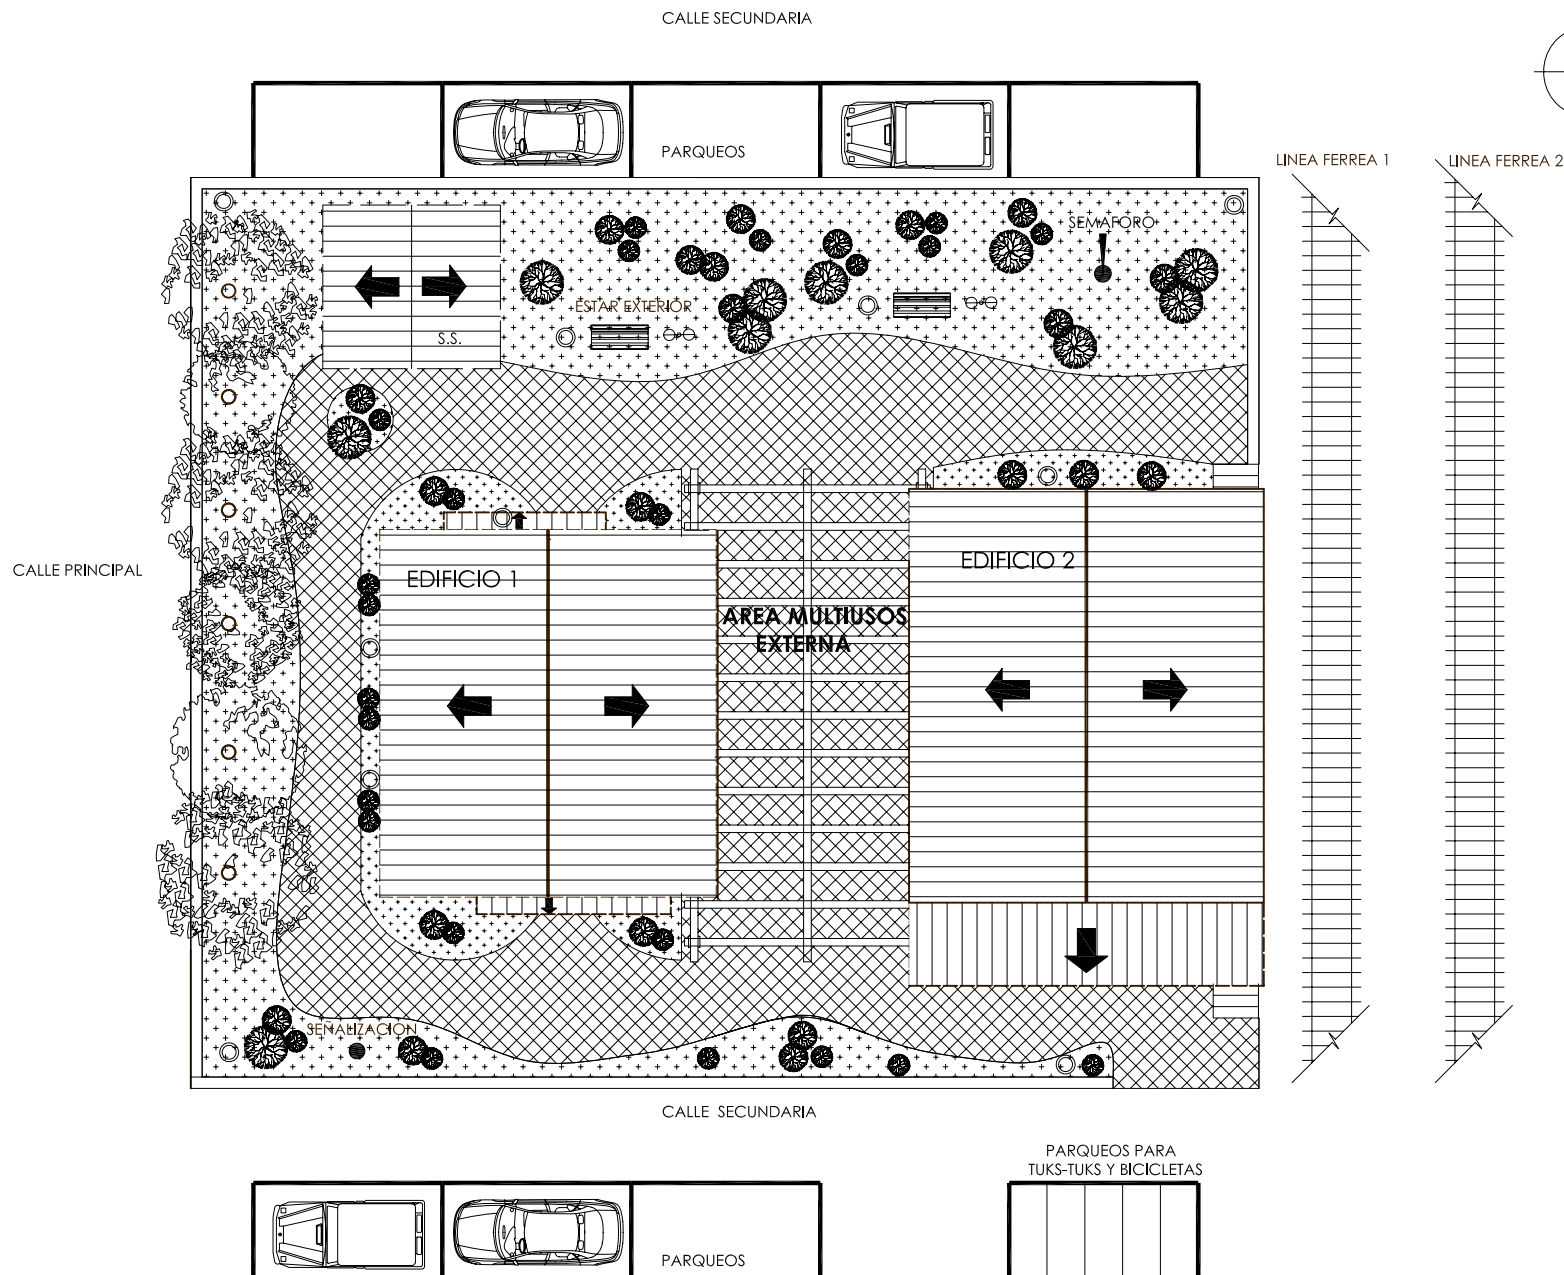 CALLE SECUNDARIA
PARQUEOS
LINEA FERREA 1
LINEA FERREA 2
SEMAFORO
ESTAR EXTERIOR
S.S.
CALLE PRINCIPAL
EDIFICIO 1
EDIFICIO 2
AREA MULTIUSOS
EXTERNA
SEÑALIZACION
CALLE SECUNDARIA
PARQUEOS PARA
TUKS-TUKS Y BICICLETAS
PARQUEOS